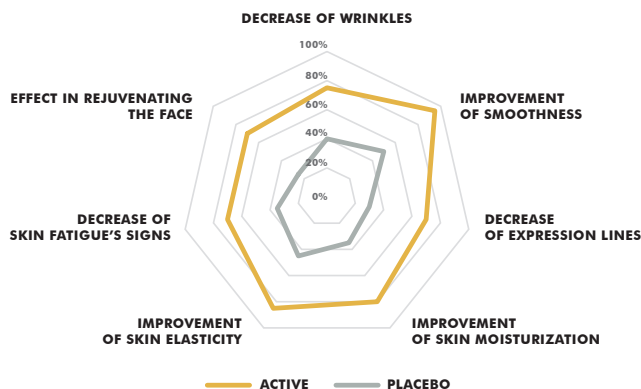 DECREASE OF WRINKLES
100%
80%
60%
40%
20%
0%
EFFECT IN REJUVENATING
THE FACE
IMPROVEMENT
OF SMOOTHNESS
DECREASE OF
SKIN FATIGUE'S SIGNS
DECREASE
OF EXPRESSION LINES
IMPROVEMENT
OF SKIN ELASTICITY
IMPROVEMENT
OF SKIN MOISTURIZATION
ACTIVE
PLACEBO